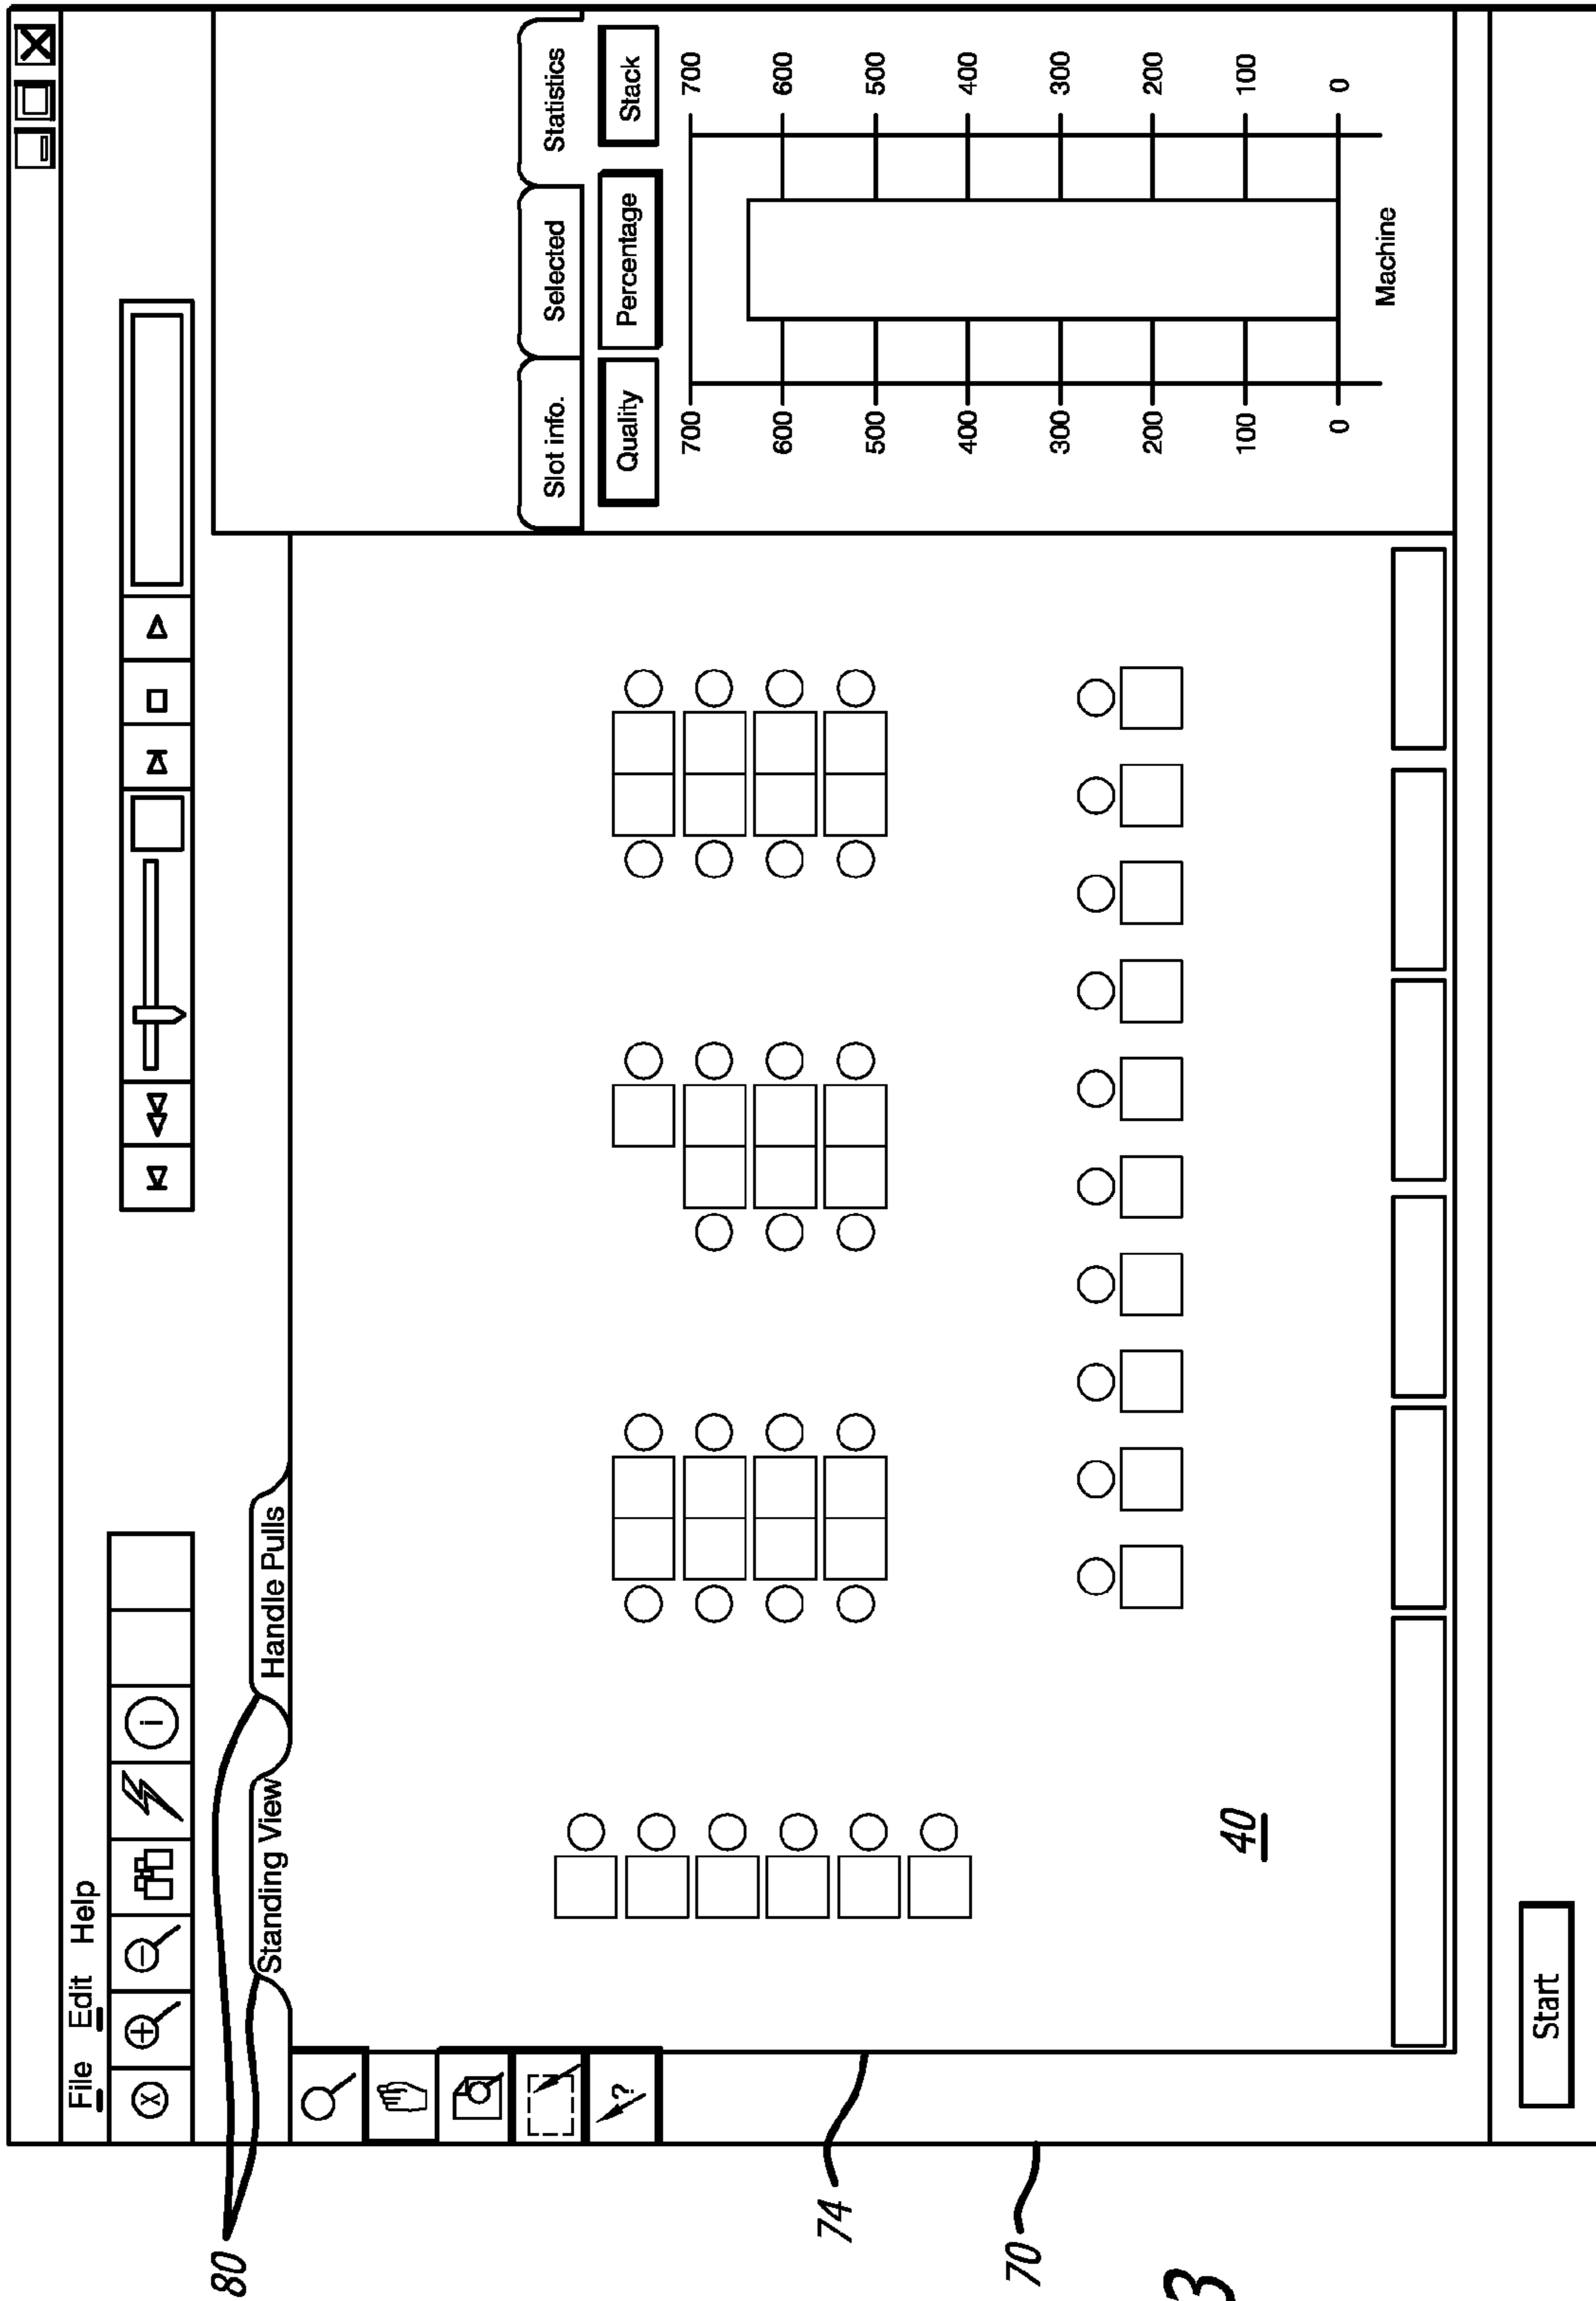 File Edit Help
x i
80
Standing View Handle Pulls
Slot info. Selected Statistics
?
Quality Percentage Stack
700 700
600 600
500 500
74
400 400
70
300 300
200 200
3
100 100
40
0 0
Machine
Start